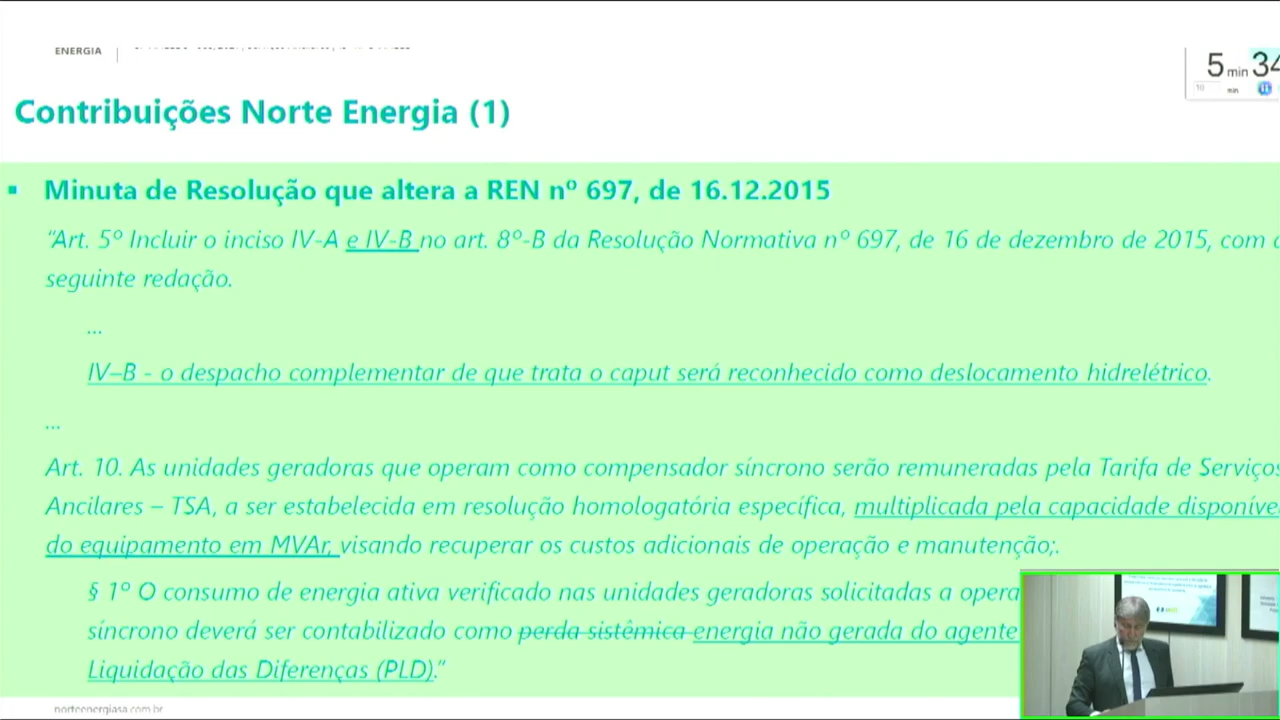 ENERGIA
5 min 34
10 min
Contribuições Norte Energia (1)
▪ Minuta de Resolução que altera a REN nº 697, de 16.12.2015
“Art. 5º Incluir o inciso IV-A e IV-B no art. 8º-B da Resolução Normativa nº 697, de 16 de dezembro de 2015, com a
seguinte redação.
...
IV–B - o despacho complementar de que trata o caput será reconhecido como deslocamento hidrelétrico.
...
Art. 10. As unidades geradoras que operam como compensador síncrono serão remuneradas pela Tarifa de Serviços
Ancilares – TSA, a ser estabelecida em resolução homologatória específica, multiplicada pela capacidade disponível
do equipamento em MVAr, visando recuperar os custos adicionais de operação e manutenção;.
§ 1º O consumo de energia ativa verificado nas unidades geradoras solicitadas a opera
síncrono deverá ser contabilizado como perda sistêmica energia não gerada do agente
Liquidação das Diferenças (PLD).”
norteenergiasa.com.br